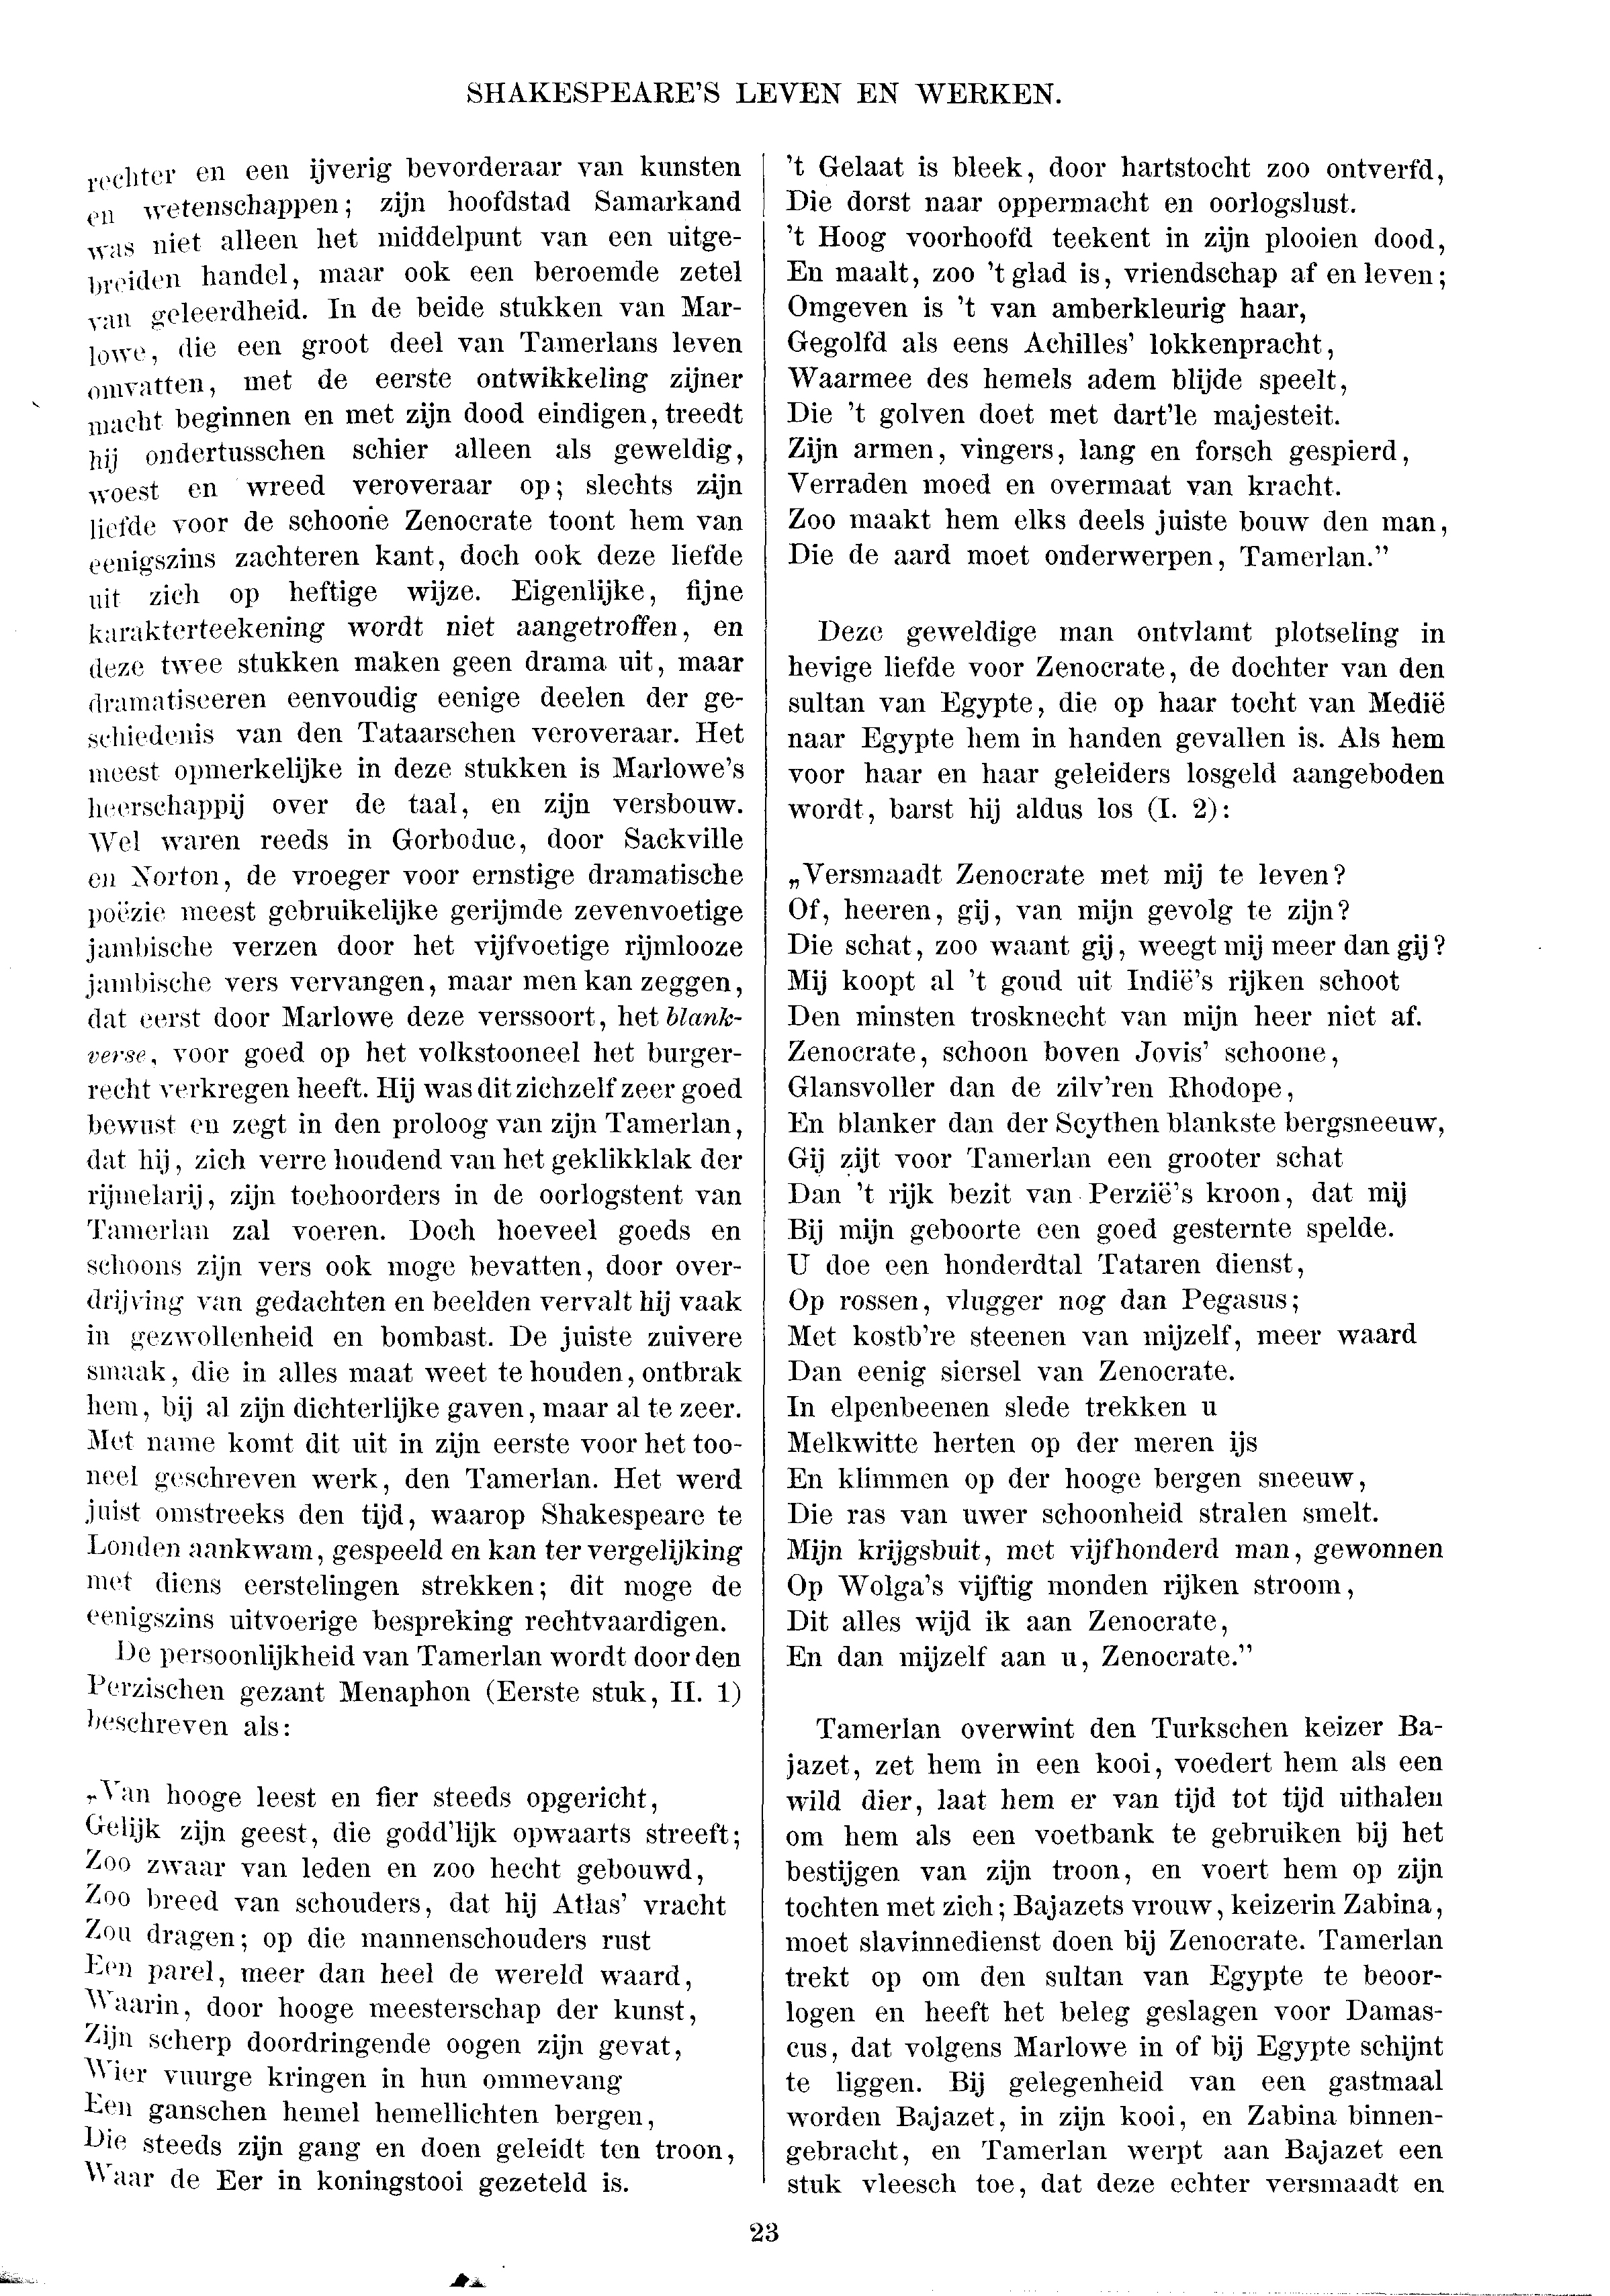 SHAKESPEARE'S LEVEN EN WERKEN.
rechter en een ijverig bevorderaar van kunsten
en wetenschappen; zijn hoofdstad Samarkand
was niet alleen het middelpunt van een uitge-
breiden handel, maar ook een beroemde zetel
van geleerdheid. In de beide stukken van Mar-
lowe, die een groot deel van Tamerlans leven
omvatten, met de eerste ontwikkeling zijner
macht beginnen en met zijn dood eindigen, treedt
hij ondertusschen schier alleen als geweldig,
woest en wreed veroveraar op; slechts zijn
liefde voor de schoone Zenocrate toont hem van
eenigszins zachteren kant, doch ook deze liefde
uit zich op heftige wijze. Eigenlijke, fijne
karakterteekening wordt niet aangetroffen, en
deze twee stukken maken geen drama uit, maar
dramatiseeren eenvoudig eenige deelen der ge-
schiedenis van den Tataarschen veroveraar. Het
meest opmerkelijke in deze stukken is Marlowe's
heerschappij over de taal, en zijn versbouw.
Wel waren reeds in Gorboduc, door Sackville
en Norton, de vroeger voor ernstige dramatische
poëzie meest gebruikelijke gerijmde zevenvoetige
jambische verzen door het vijfvoetige rijmlooze
jambische vers vervangen, maar men kan zeggen,
dat eerst door Marlowe deze verssoort, het blank-
verse, voor goed op het volkstooneel het burger-
recht verkregen heeft. Hij was dit zichzelf zeer goed
bewust en zegt in den proloog van zijn Tamerlan,
dat hij, zich verre houdend van het geklikklak der
rijmelarij, zijn toehoorders in de oorlogstent van
Tamerlan zal voeren. Doch hoeveel goeds en
schoons zijn vers ook moge bevatten, door over-
drijving van gedachten en beelden vervalt hij vaak
in gezwollenheid en bombast. De juiste zuivere
smaak, die in alles maat weet te houden, ontbrak
hem, bij al zijn dichterlijke gaven, maar al te zeer.
Met name komt dit uit in zijn eerste voor het too-
neel geschreven werk, den Tamerlan. Het werd
juist omstreeks den tijd, waarop Shakespeare te
Londen aankwam, gespeeld en kan ter vergelijking
met diens eerstelingen strekken; dit moge de
eenigszins uitvoerige bespreking rechtvaardigen.
De persoonlijkheid van Tamerlan wordt door den
Perzischen gezant Menaphon (Eerste stuk, II. 1)
beschreven als:
„Van hooge leest en fier steeds opgericht,
Gelijk zijn geest, die godd'lijk opwaarts streeft;
Zoo zwaar van leden en zoo hecht gebouwd,
Zoo breed van schouders, dat hij Atlas' vracht
Zou dragen; op die mannenschouders rust
Een parel, meer dan heel de wereld waard,
Waarin, door hooge meesterschap der kunst,
Zijn scherp doordringende oogen zijn gevat,
Wier vuurge kringen in hun ommevang
Een ganschen hemel hemellichten bergen,
Die steeds zijn gang en doen geleidt ten troon,
Waar de Eer in koningstooi gezeteld is.
't Gelaat is bleek, door hartstocht zoo ontverfd,
Die dorst naar oppermacht en oorlogslust.
't Hoog voorhoofd teekent in zijn plooien dood,
En maalt, zoo 't glad is, vriendschap af en leven;
Omgeven is 't van amberkleurig haar,
Gegolfd als eens Achilles' lokkenpracht,
Waarmee des hemels adem blijde speelt,
Die 't golven doet met dart'le majesteit.
Zijn armen, vingers, lang en forsch gespierd,
Verraden moed en overmaat van kracht.
Zoo maakt hem elks deels juiste bouw den man,
Die de aard moet onderwerpen, Tamerlan.”
Deze geweldige man ontvlamt plotseling in
hevige liefde voor Zenocrate, de dochter van den
sultan van Egypte, die op haar tocht van Medië
naar Egypte hem in handen gevallen is. Als hem
voor haar en haar geleiders losgeld aangeboden
wordt, barst hij aldus los (I. 2):
„Versmaadt Zenocrate met mij te leven?
Of, heeren, gij, van mijn gevolg te zijn?
Die schat, zoo waant gij, weegt mij meer dan gij?
Mij koopt al 't goud uit Indië's rijken schoot
Den minsten trosknecht van mijn heer niet af.
Zenocrate, schoon boven Jovis' schoone,
Glansvoller dan de zilv'ren Rhodope,
En blanker dan der Scythen blankste bergsneeuw,
Gij zijt voor Tamerlan een grooter schat
Dan 't rijk bezit van Perzië's kroon, dat mij
Bij mijn geboorte een goed gesternte spelde.
U doe een honderdtal Tataren dienst,
Op rossen, vlugger nog dan Pegasus;
Met kostb're steenen van mijzelf, meer waard
Dan eenig siersel van Zenocrate.
In elpenbeenen slede trekken u
Melkwitte herten op der meren ijs
En klimmen op der hooge bergen sneeuw,
Die ras van uwer schoonheid stralen smelt.
Mijn krijgsbuit, met vijfhonderd man, gewonnen
Op Wolga's vijftig monden rijken stroom,
Dit alles wijd ik aan Zenocrate,
En dan mijzelf aan u, Zenocrate.”
Tamerlan overwint den Turkschen keizer Ba-
jazet, zet hem in een kooi, voedert hem als een
wild dier, laat hem er van tijd tot tijd uithalen
om hem als een voetbank te gebruiken bij het
bestijgen van zijn troon, en voert hem op zijn
tochten met zich; Bajazets vrouw, keizerin Zabina,
moet slavinnedienst doen bij Zenocrate. Tamerlan
trekt op om den sultan van Egypte te beoor-
logen en heeft het beleg geslagen voor Damas-
cus, dat volgens Marlowe in of bij Egypte schijnt
te liggen. Bij gelegenheid van een gastmaal
worden Bajazet, in zijn kooi, en Zabina binnen-
gebracht, en Tamerlan werpt aan Bajazet een
stuk vleesch toe, dat deze echter versmaadt en
23